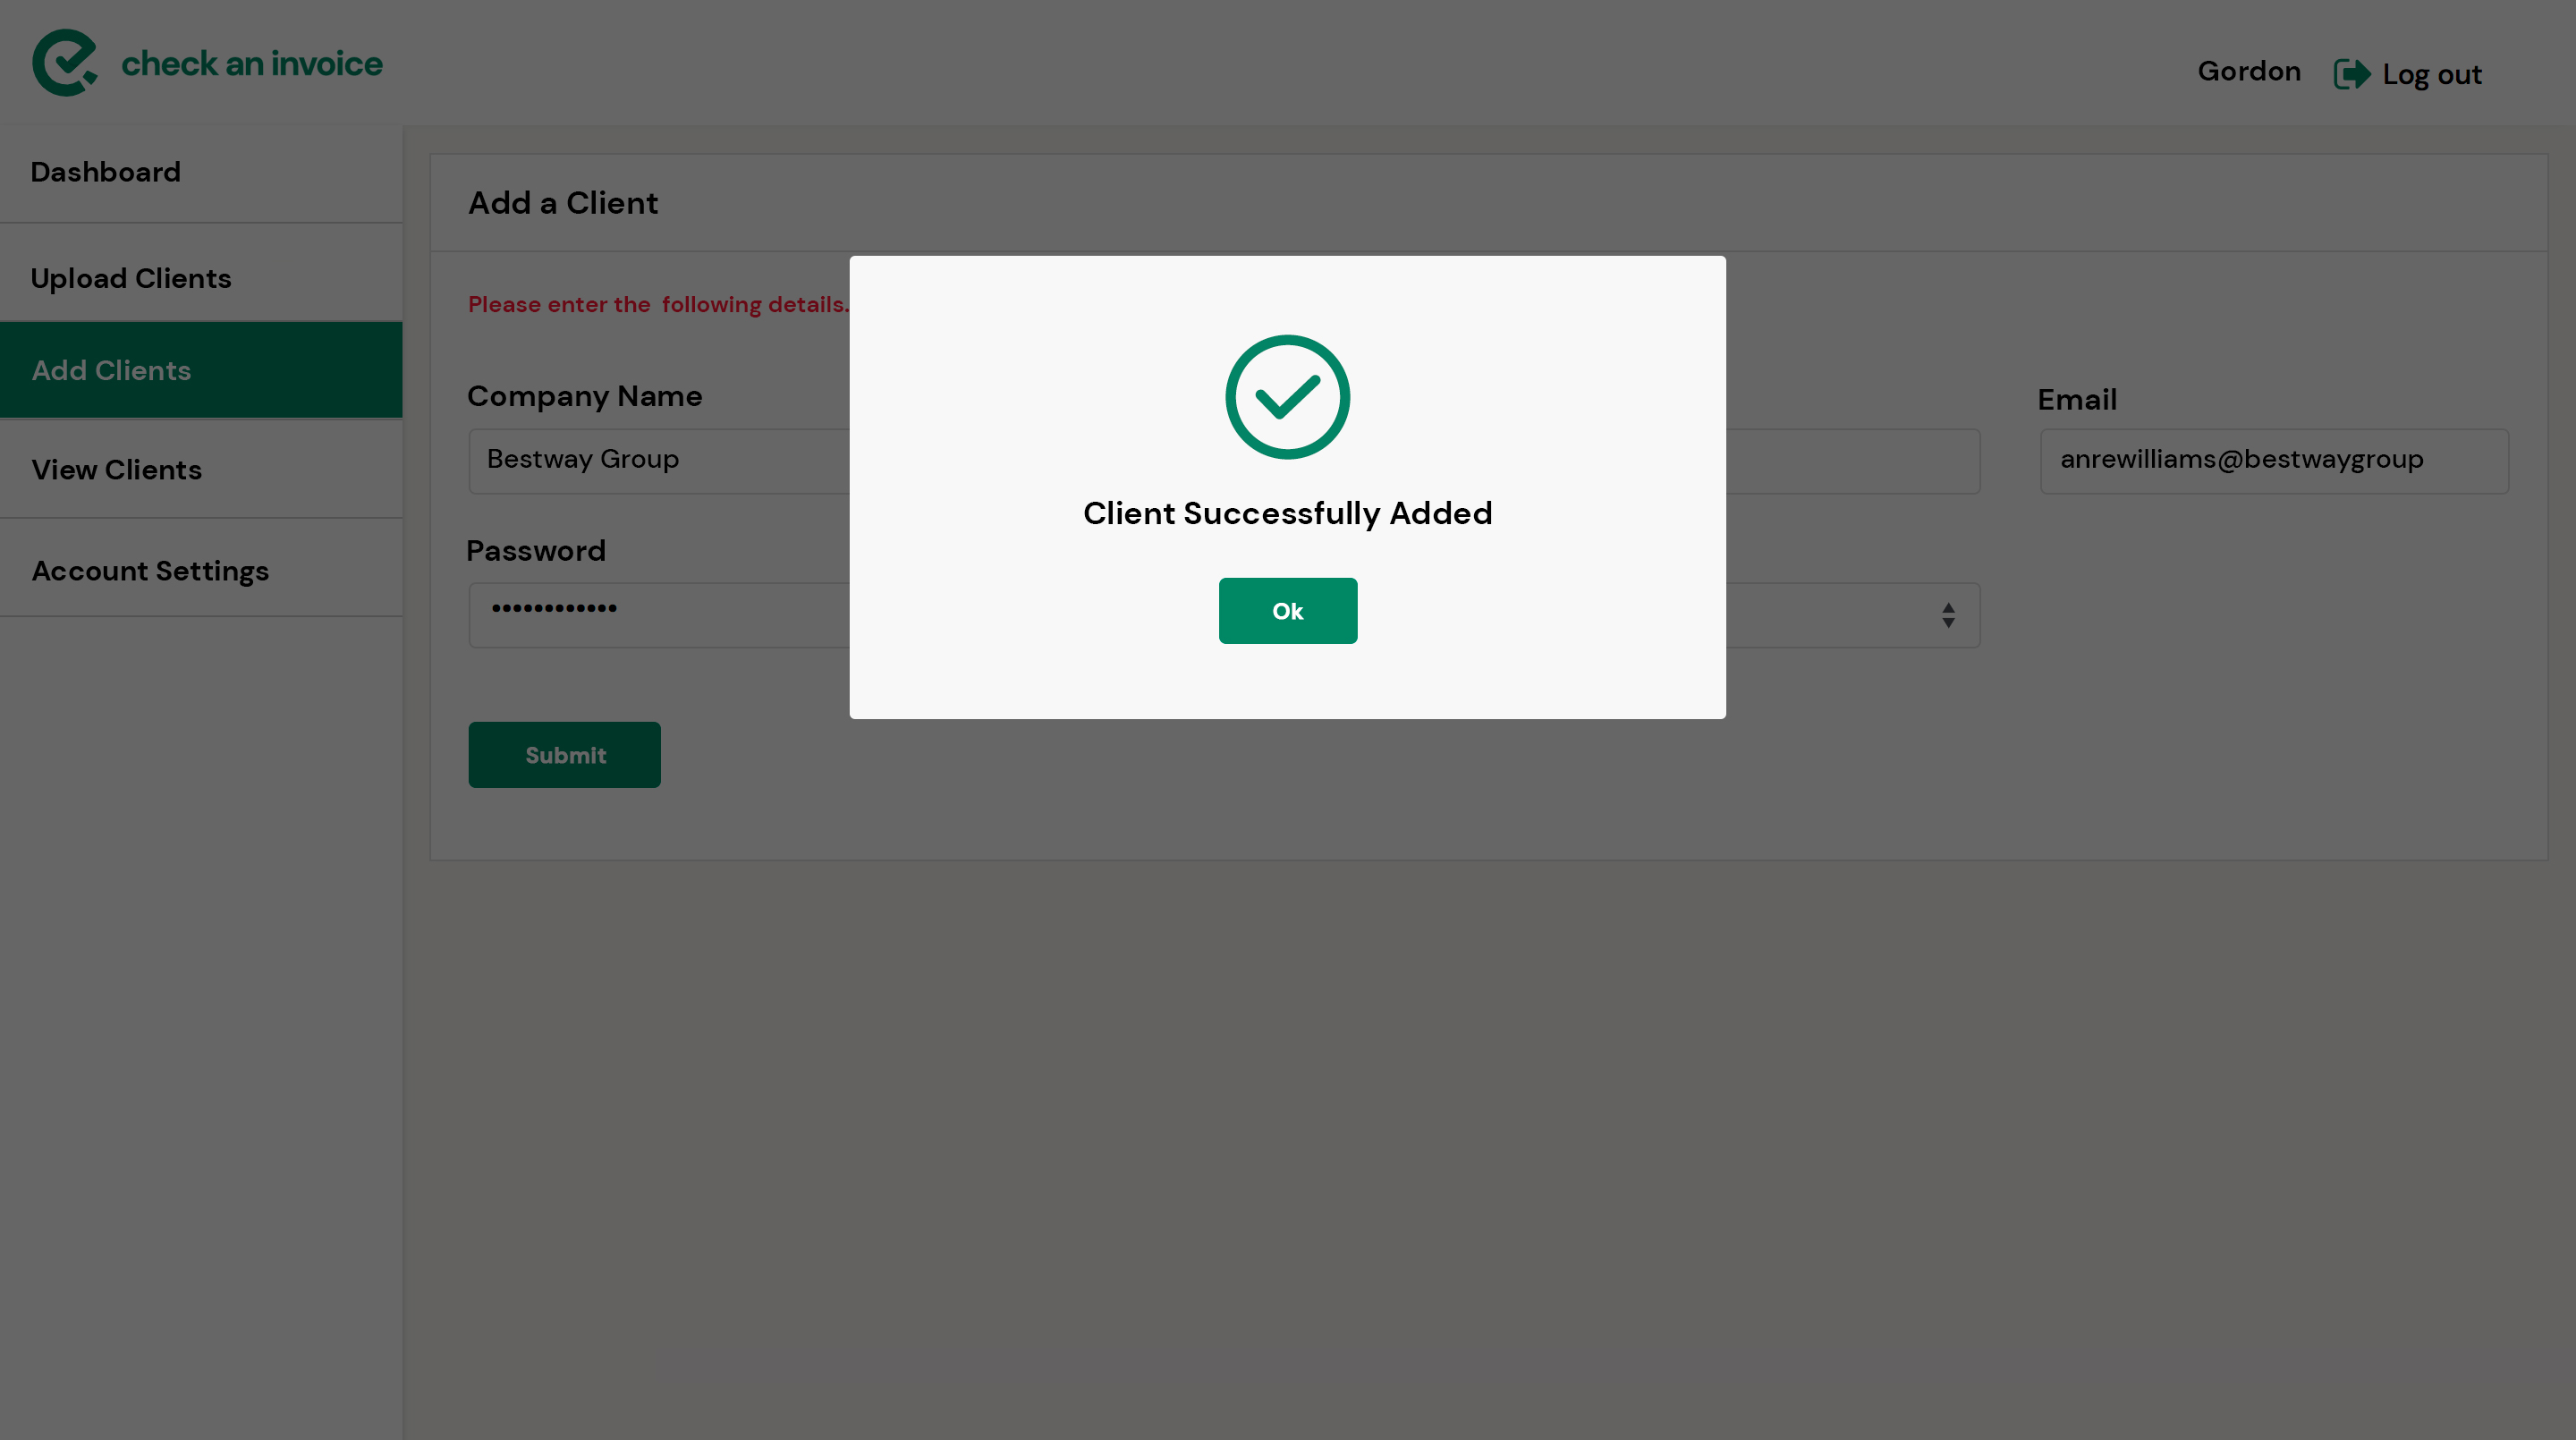 check an invoice
Gordon
Log out
Dashboard
Upload Clients
Add Clients
View Clients
Account Settings
Add a Client
Please enter the  following details.
Company Name
Bestway Group
Email
anrewilliams@bestwaygroup
Password
••••••••••••
Submit
Client Successfully Added
Ok